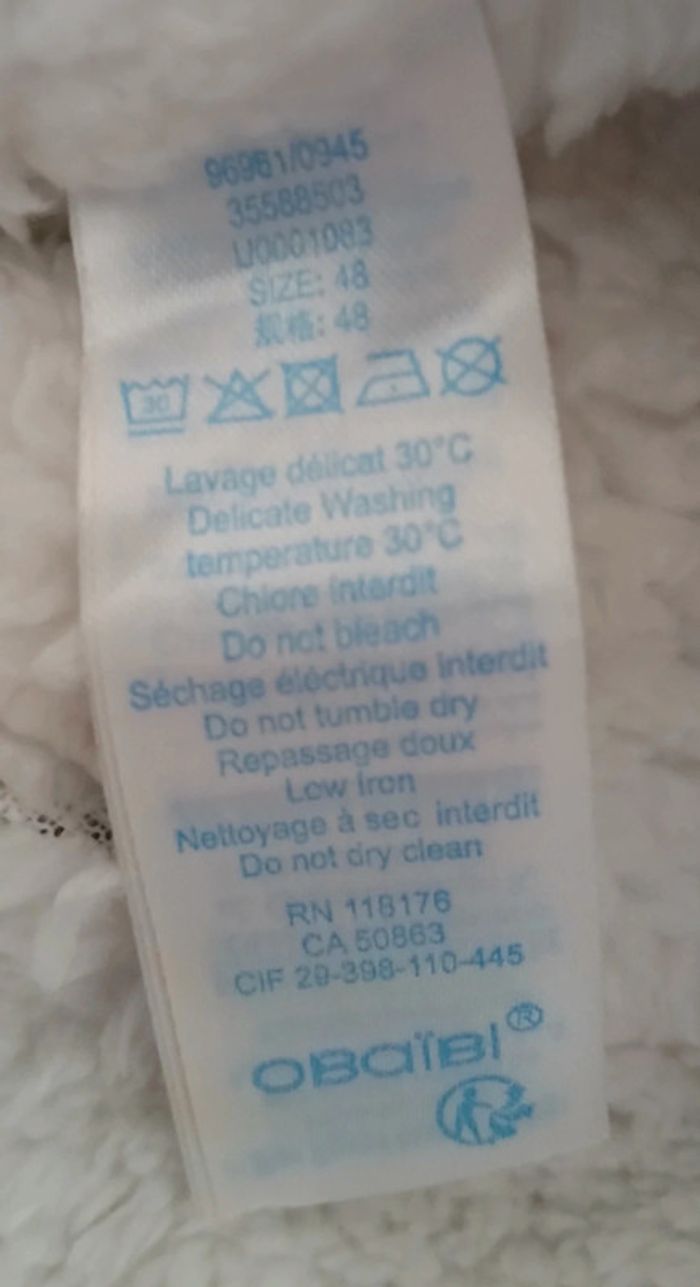 96961/0945
35588503
U0001083
SIZE: 48
规格: 48
30
Lavage délicat 30°C
Delicate Washing
temperature 30°C
Chlore interdit
Do not bleach
Séchage éléctrique interdit
Do not tumble dry
Repassage doux
Low iron
Nettoyage à sec interdit
Do not dry clean
RN 118176
CA 50863
CIF 29-398-110-445
OBAÏBI®